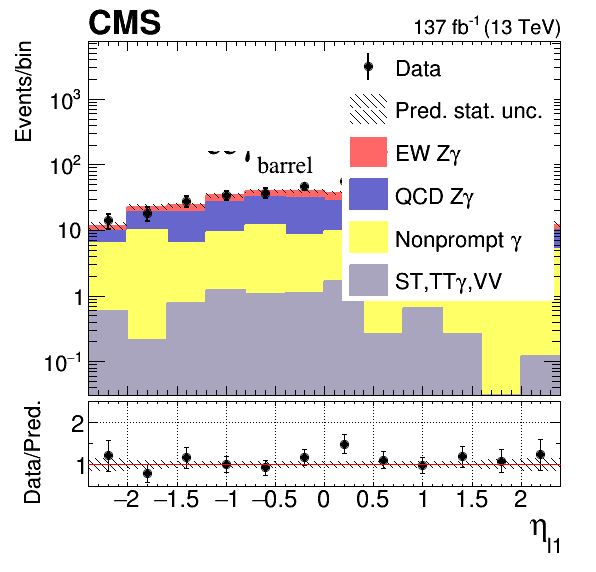 CMS
137 fb⁻¹ (13 TeV)
Events/bin
10³
10²
10
1
10⁻¹
barrel
Data
Pred. stat. unc.
EW Zγ
QCD Zγ
Nonprompt γ
ST,TTγ,VV
Data/Pred.
2
1
−2 −1.5 −1 −0.5 0 0.5 1 1.5 2
η_l1